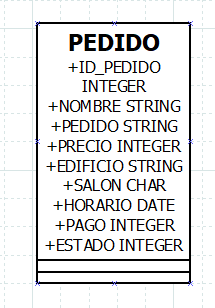 PEDIDO
+ID_PEDIDO
INTEGER
+NOMBRE STRING
+PEDIDO STRING
+PRECIO INTEGER
+EDIFICIO STRING
+SALON CHAR
+HORARIO DATE
+PAGO INTEGER
+ESTADO INTEGER